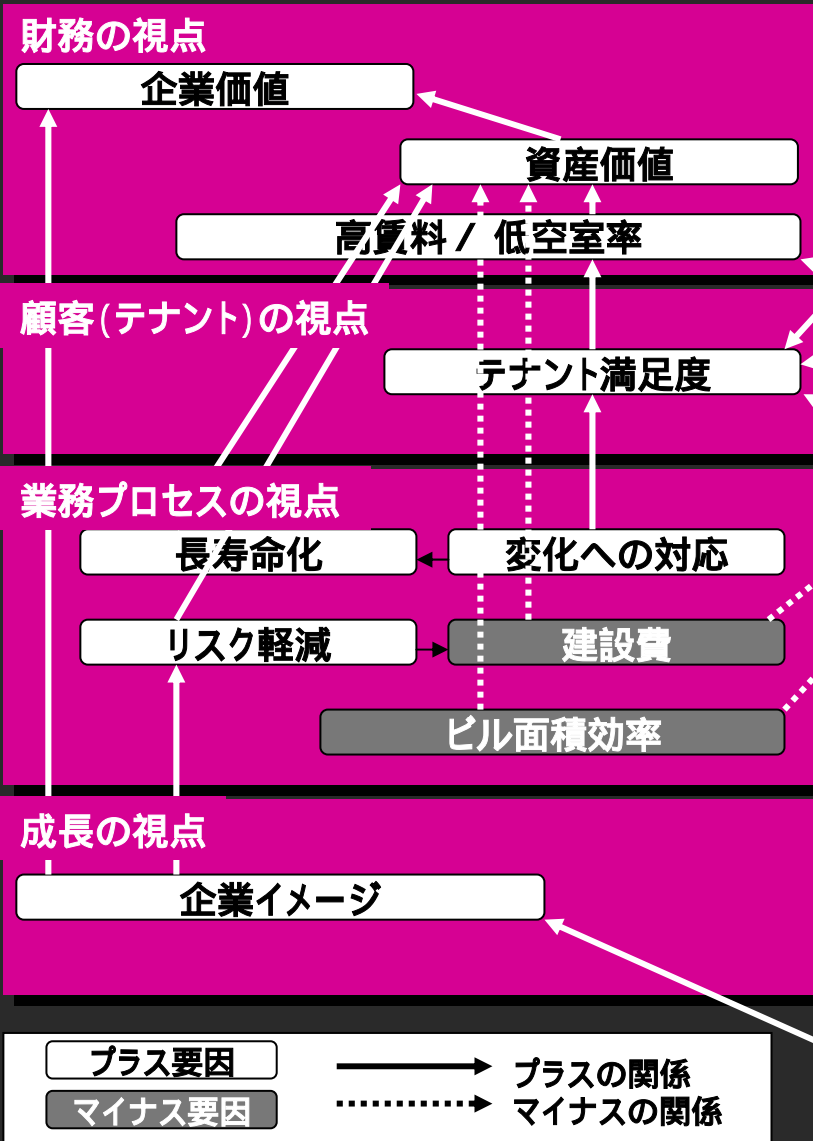 財務の視点
企業価値
資産価値
高賃料 / 低空室率
顧客(テナント)の視点
テナント満足度
業務プロセスの視点
長寿命化
変化への対応
リスク軽減
建設費
ビル面積効率
成長の視点
企業イメージ
プラス要因
プラスの関係
マイナス要因
マイナスの関係